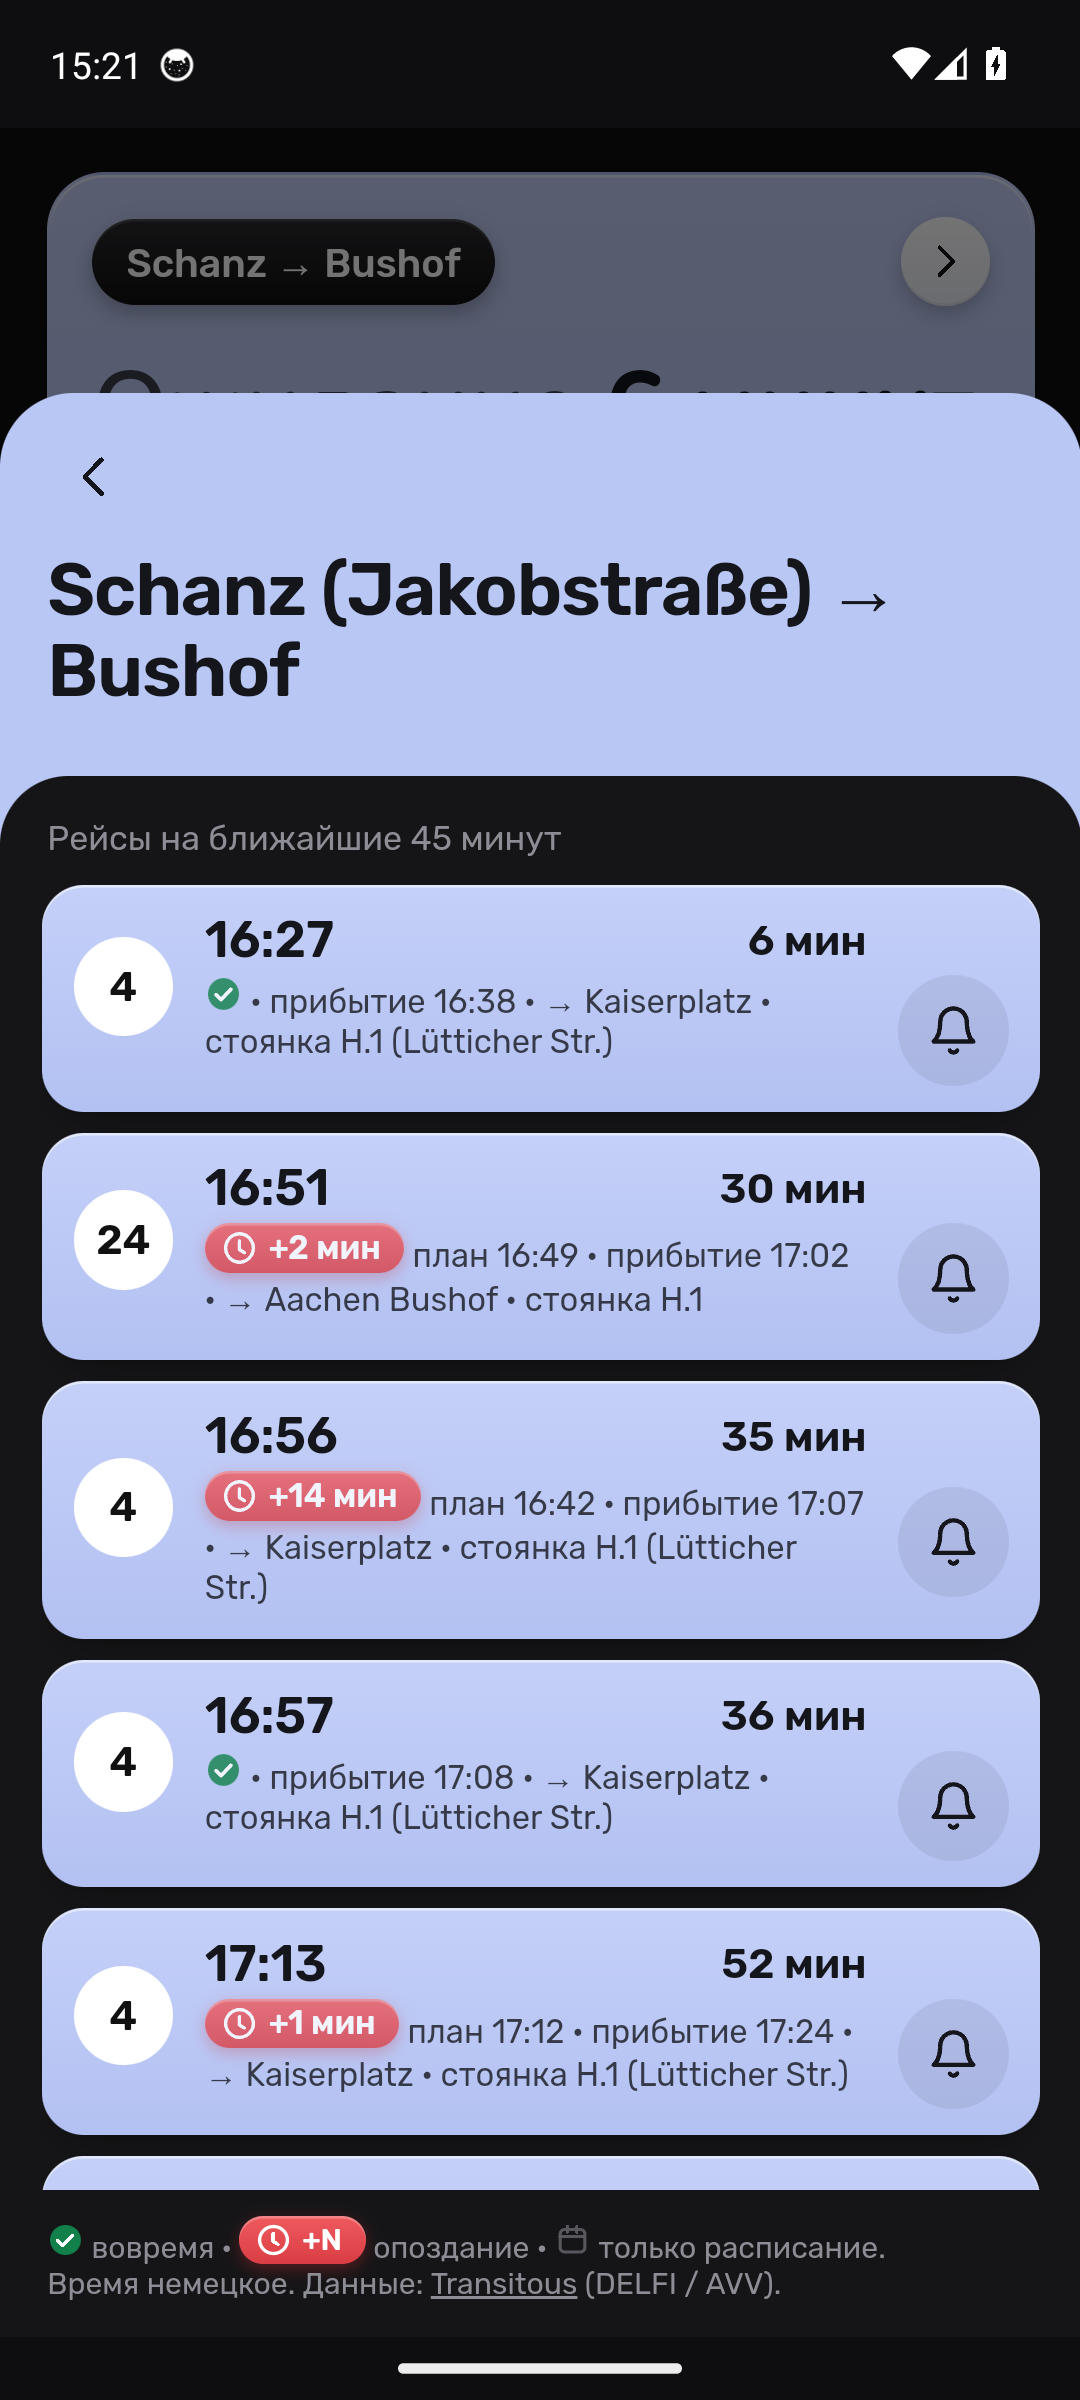 15:21
Schanz → Bushof
Schanz (Jakobstraße) →
Bushof
Рейсы на ближайшие 45 минут
4
16:27
6 мин
• прибытие 16:38 • → Kaiserplatz •
стоянка H.1 (Lütticher Str.)
24
16:51
30 мин
+2 мин план 16:49 • прибытие 17:02
• → Aachen Bushof • стоянка H.1
4
16:56
35 мин
+14 мин план 16:42 • прибытие 17:07
• → Kaiserplatz • стоянка H.1 (Lütticher
Str.)
4
16:57
36 мин
• прибытие 17:08 • → Kaiserplatz •
стоянка H.1 (Lütticher Str.)
4
17:13
52 мин
+1 мин план 17:12 • прибытие 17:24 •
→ Kaiserplatz • стоянка H.1 (Lütticher Str.)
вовремя • +N опоздание • только расписание.
Время немецкое. Данные: Transitous (DELFI / AVV).